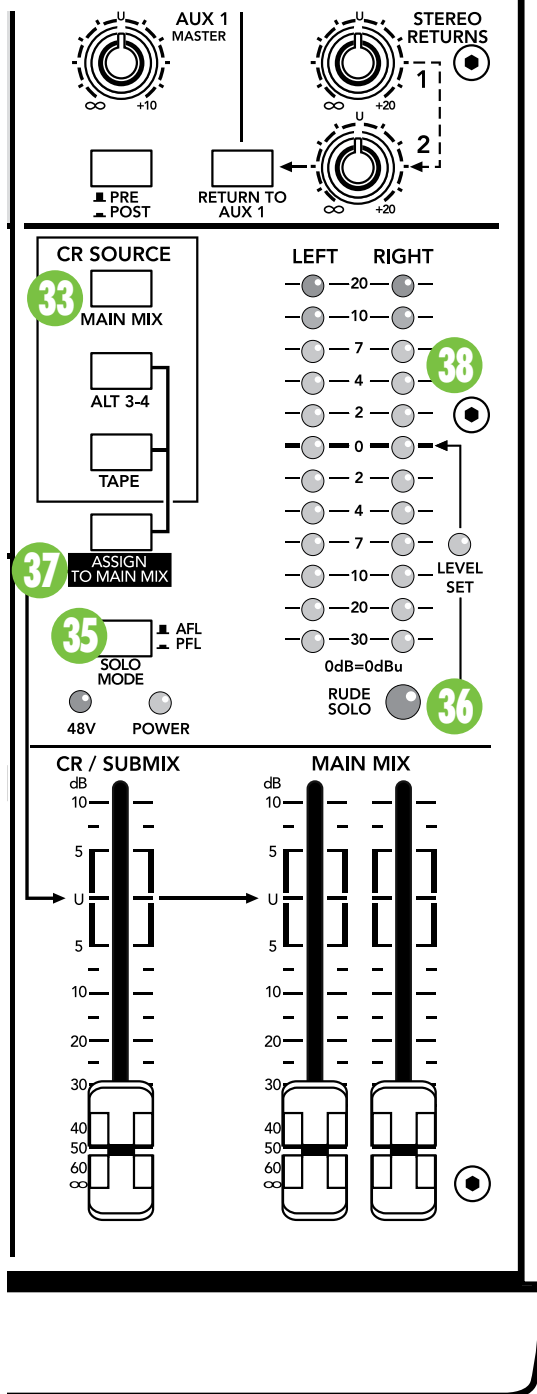 AUX 1
MASTER
U
∞ +10
PRE
POST
STEREO
RETURNS
U
∞ +20
1
U
2
∞ +20
RETURN TO
AUX 1
CR SOURCE
33
MAIN MIX
ALT 3-4
TAPE
37
ASSIGN
TO MAIN MIX
35
AFL
PFL
SOLO
MODE
48V
POWER
LEFT RIGHT
20
10
7
38
4
2
0
2
4
7
10
20
30
LEVEL
SET
0dB=0dBu
RUDE
SOLO
36
CR / SUBMIX
dB
10
5
U
5
10
20
30
40
50
60
∞
MAIN MIX
dB
10
5
U
5
10
20
30
40
50
60
∞